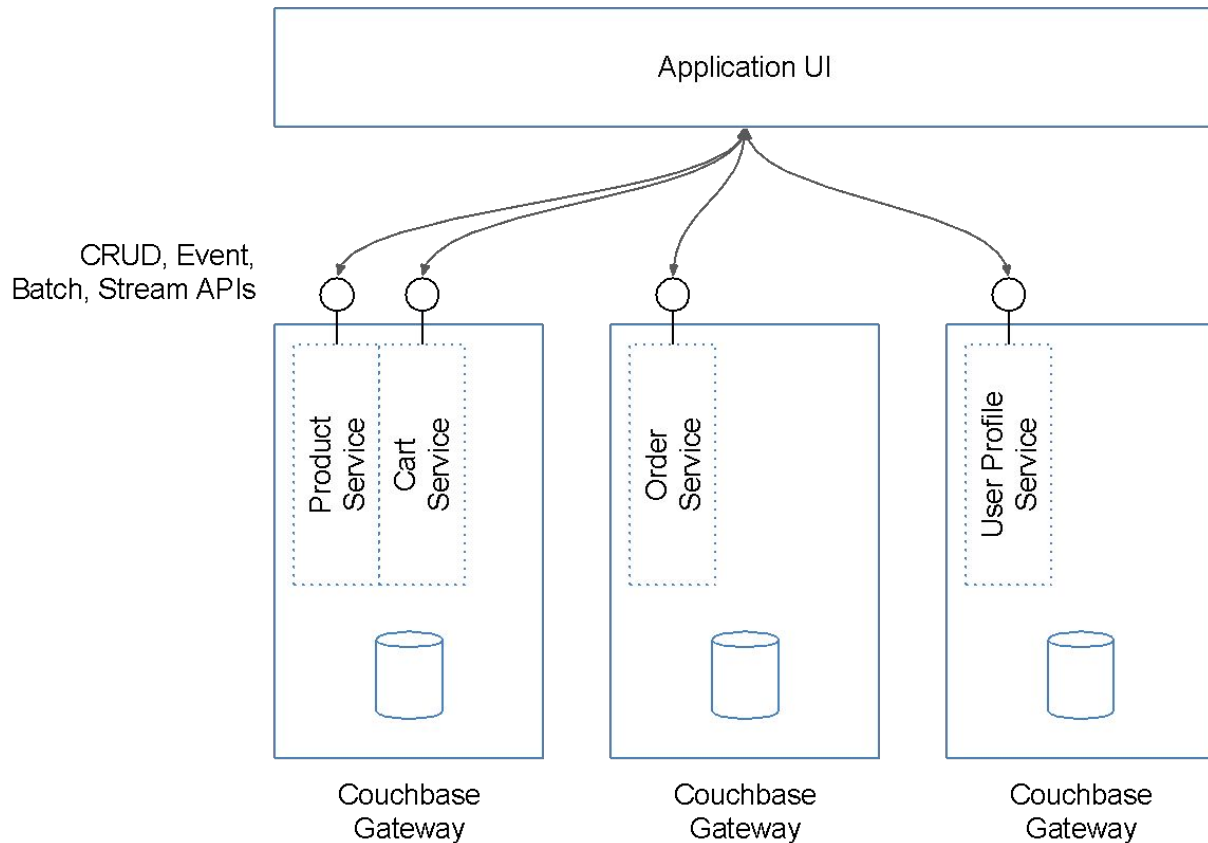 Application UI
CRUD, Event,
Batch, Stream APIs
Product
Service
Cart
Service
Order
Service
User Profile
Service
Couchbase
Gateway
Couchbase
Gateway
Couchbase
Gateway